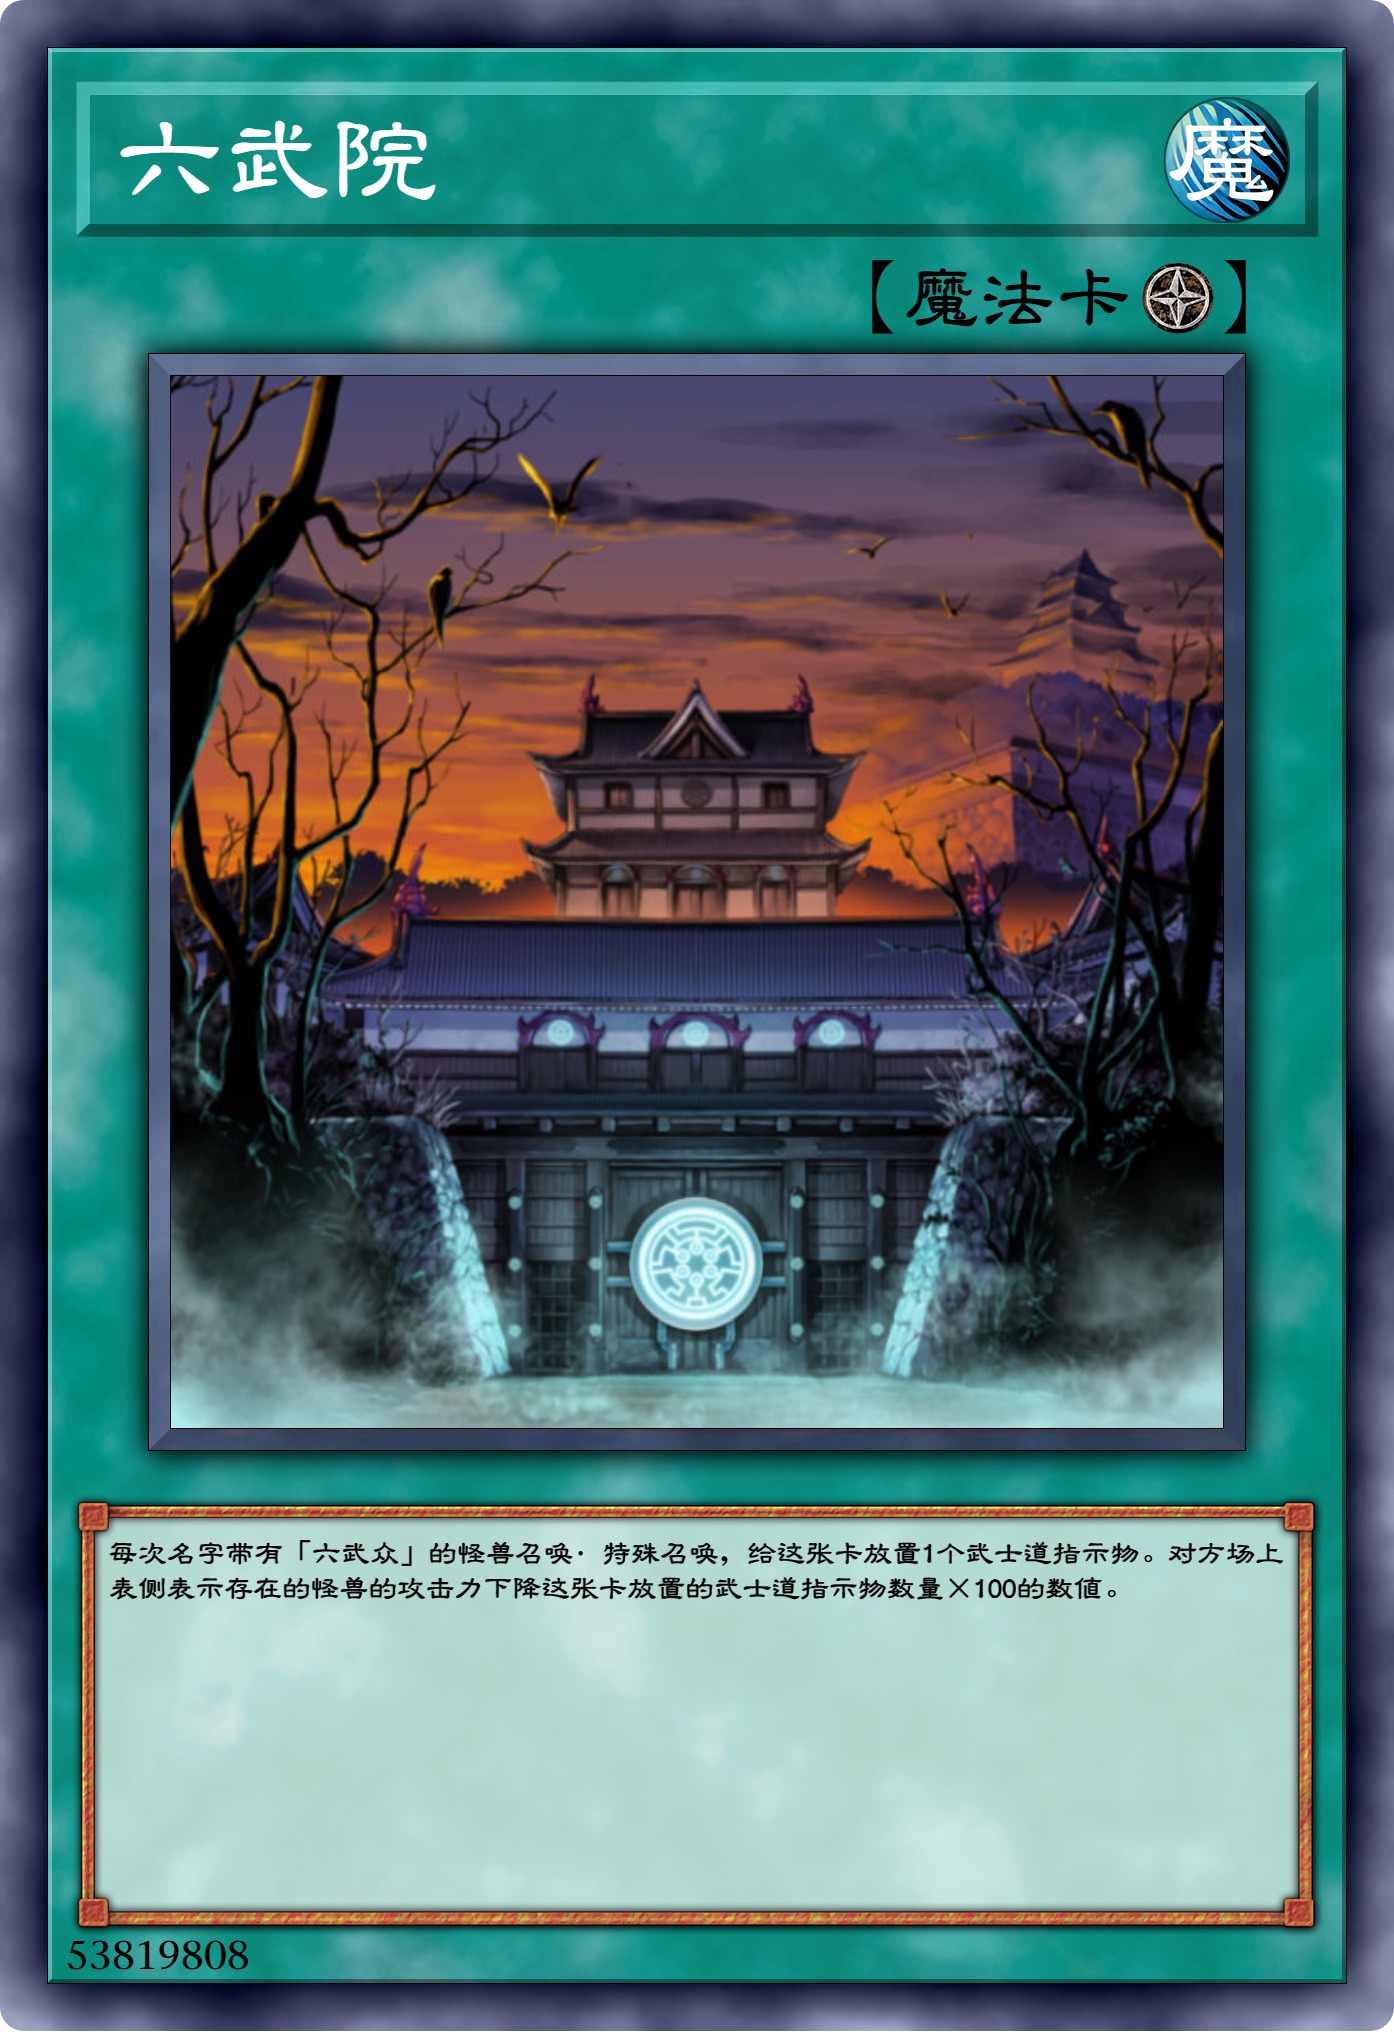 六武院
魔
【魔法卡】
每次名字带有「六武众」的怪兽召唤·特殊召唤，给这张卡放置1个武士道指示物。对方场上
表侧表示存在的怪兽的攻击力下降这张卡放置的武士道指示物数量×100的数值。
53819808